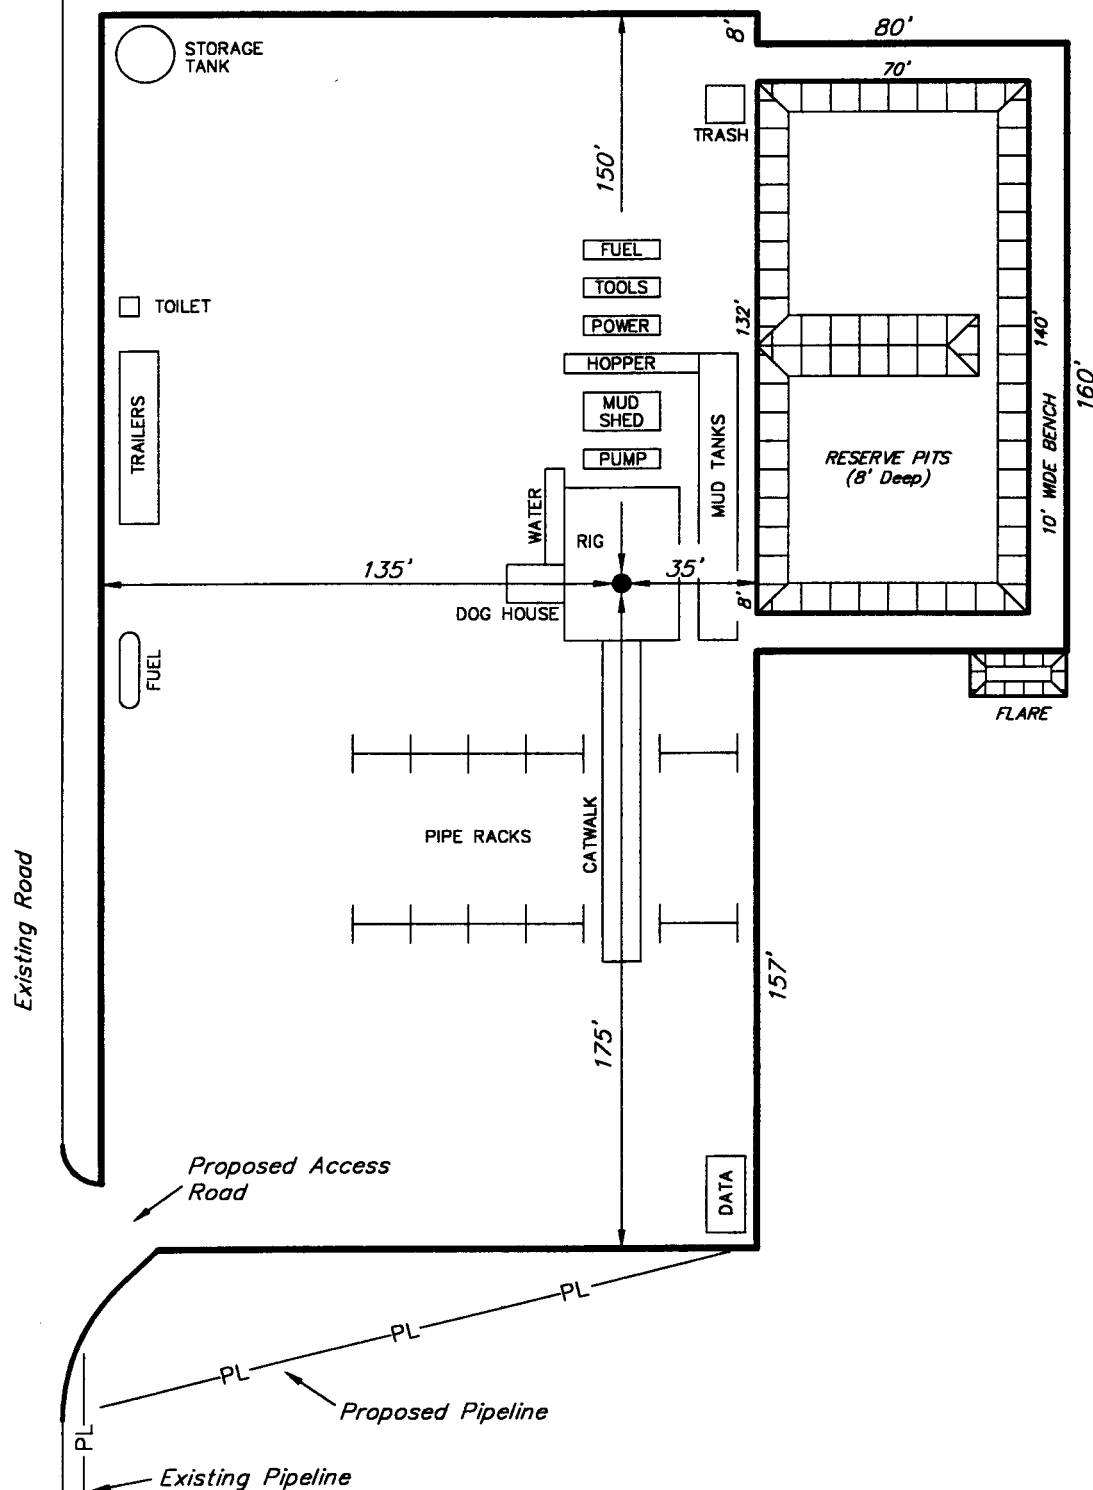 8'
80'
STORAGE
TANK
70'
TRASH
150'
FUEL
TOOLS
TOILET
POWER
132'
140'
HOPPER
160'
MUD
SHED
TRAILERS
MUD TANKS
RESERVE PITS
(8' Deep)
10' WIDE BENCH
PUMP
WATER
RIG
135'
35'
8'
DOG HOUSE
FUEL
FLARE
PIPE RACKS
CATWALK
Existing Road
157'
175'
Proposed Access
Road
DATA
PL
PL
PL
Proposed Pipeline
PL
Existing Pipeline